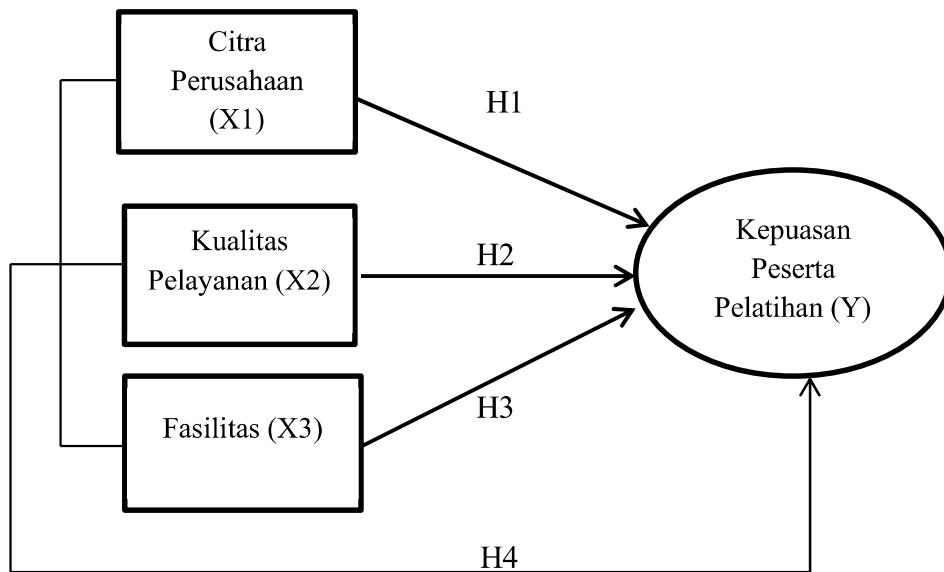 Citra
Perusahaan
(X1)
H1
Kualitas
Pelayanan (X2)
H2
Kepuasan
Peserta
Pelatihan (Y)
Fasilitas (X3)
H3
H4